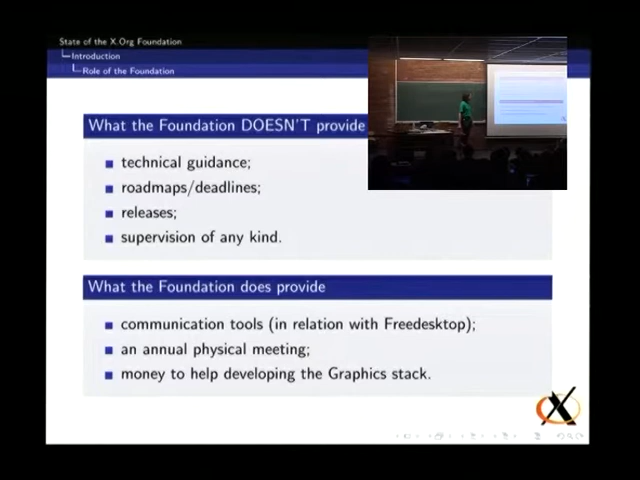 State of the X.Org Foundation
Introduction
Role of the Foundation
What the Foundation DOESN'T provide
technical guidance;
roadmaps/deadlines;
releases;
supervision of any kind.
What the Foundation does provide
communication tools (in relation with Freedesktop);
an annual physical meeting;
money to help developing the Graphics stack.
X